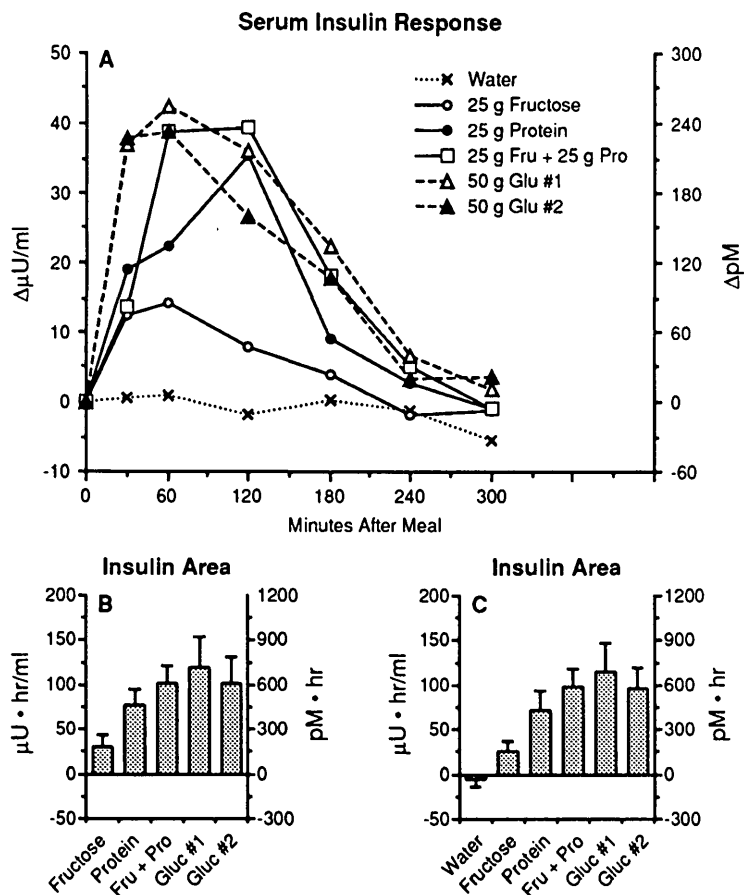 Serum Insulin Response
A
50
40
30
20
10
0
-10
ΔμU/ml
300
240
180
120
60
0
-60
ΔpM
Water
25 g Fructose
25 g Protein
25 g Fru + 25 g Pro
50 g Glu #1
50 g Glu #2
0 60 120 180 240 300
Minutes After Meal
Insulin Area
B
200
150
100
50
0
-50
μU • hr/ml
1200
900
600
300
0
-300
pM • hr
Fructose
Protein
Fru + Pro
Gluc #1
Gluc #2
Insulin Area
C
200
150
100
50
0
-50
μU • hr/ml
1200
900
600
300
0
-300
pM • hr
Water
Fructose
Protein
Fru + Pro
Gluc #1
Gluc #2